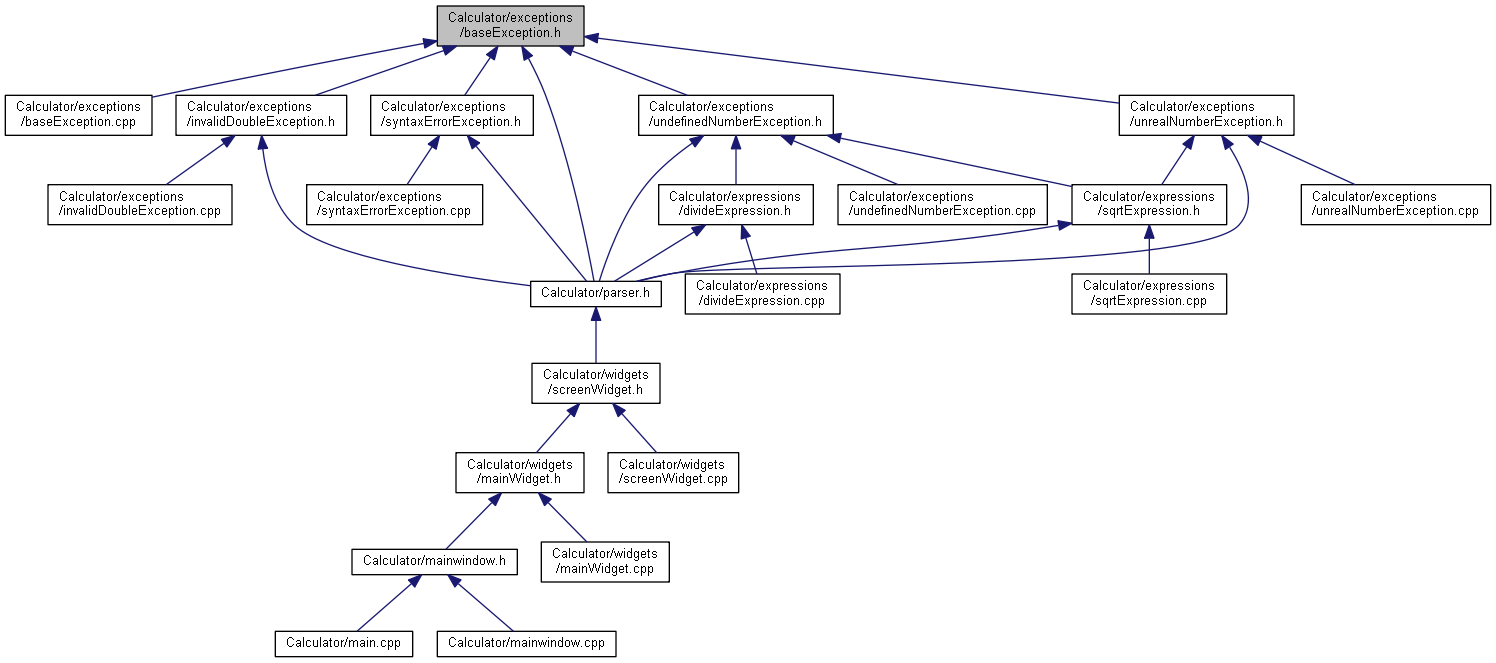 Calculator/exceptions
/baseException.h
Calculator/exceptions
/baseException.cpp
Calculator/exceptions
/invalidDoubleException.h
Calculator/exceptions
/syntaxErrorException.h
Calculator/exceptions
/undefinedNumberException.h
Calculator/exceptions
/unrealNumberException.h
Calculator/exceptions
/invalidDoubleException.cpp
Calculator/exceptions
/syntaxErrorException.cpp
Calculator/expressions
/divideExpression.h
Calculator/exceptions
/undefinedNumberException.cpp
Calculator/expressions
/sqrtExpression.h
Calculator/exceptions
/unrealNumberException.cpp
Calculator/parser.h
Calculator/expressions
/divideExpression.cpp
Calculator/expressions
/sqrtExpression.cpp
Calculator/widgets
/screenWidget.h
Calculator/widgets
/mainWidget.h
Calculator/widgets
/screenWidget.cpp
Calculator/mainwindow.h
Calculator/widgets
/mainWidget.cpp
Calculator/main.cpp
Calculator/mainwindow.cpp